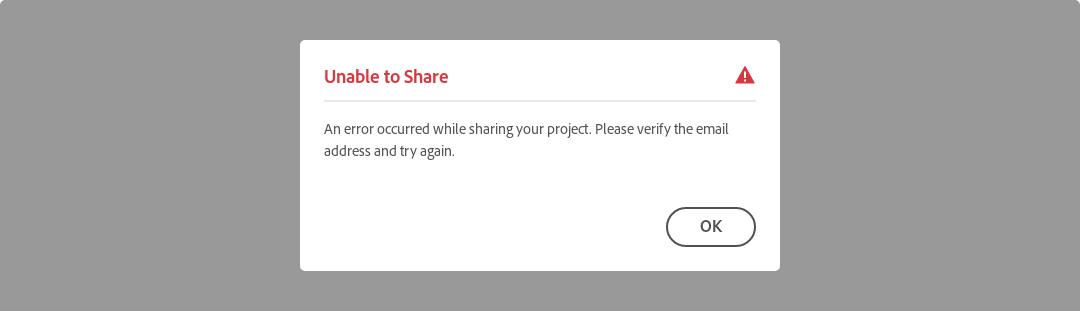 Unable to Share
An error occurred while sharing your project. Please verify the email
address and try again.
OK